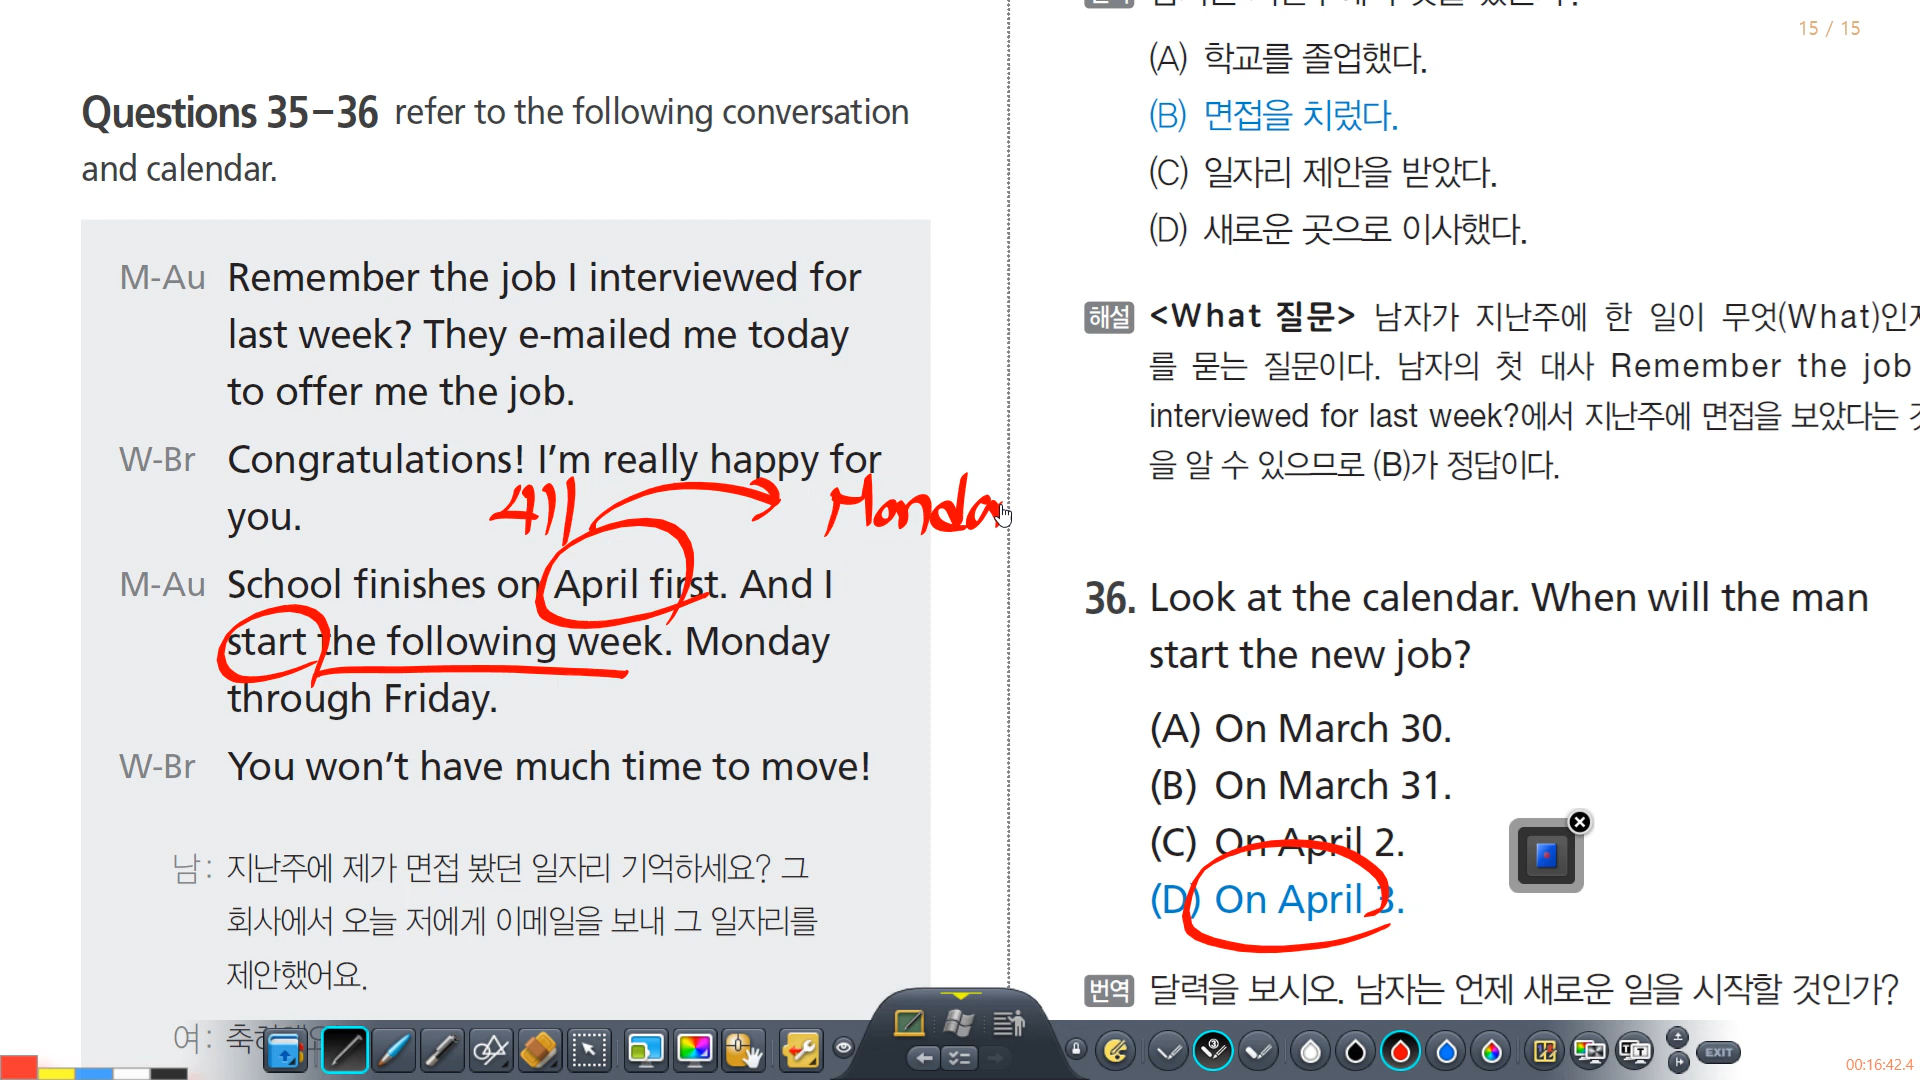 15 / 15
Questions 35–36 refer to the following conversation
and calendar.
M-Au Remember the job I interviewed for
last week? They e-mailed me today
to offer me the job.
W-Br Congratulations! I'm really happy for
you.
4/1 Monda
M-Au School finishes on April first. And I
start the following week. Monday
through Friday.
W-Br You won't have much time to move!
남: 지난주에 제가 면접 봤던 일자리 기억하세요? 그
회사에서 오늘 저에게 이메일을 보내 그 일자리를
제안했어요.
여:
(A) 학교를 졸업했다.
(B) 면접을 치렀다.
(C) 일자리 제안을 받았다.
(D) 새로운 곳으로 이사했다.
해설 <What 질문> 남자가 지난주에 한 일이 무엇(What)인지
를 묻는 질문이다. 남자의 첫 대사 Remember the job
interviewed for last week?에서 지난주에 면접을 보았다는 것
을 알 수 있으므로 (B)가 정답이다.
36. Look at the calendar. When will the man
start the new job?
(A) On March 30.
(B) On March 31.
(C) On April 2.
(D) On April 3.
번역 달력을 보시오. 남자는 언제 새로운 일을 시작할 것인가?
EXIT
00:16:42.4